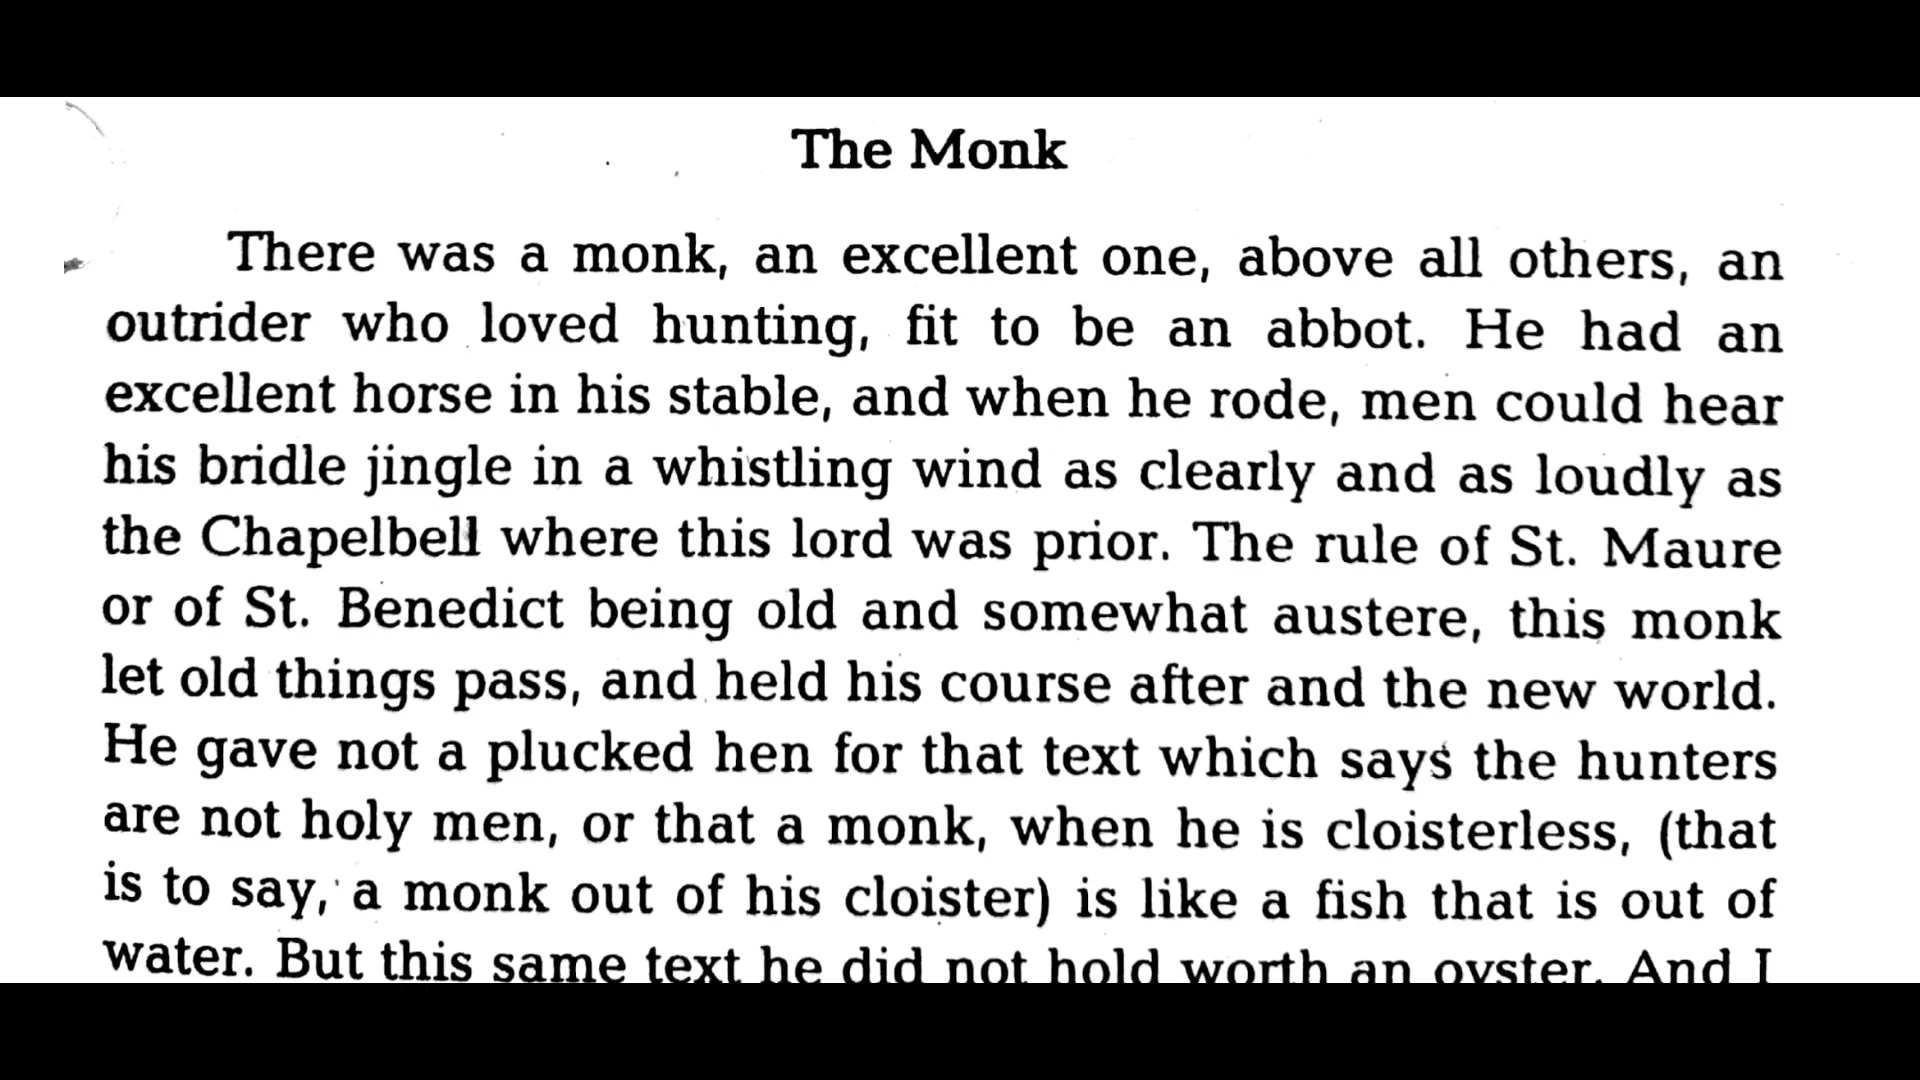 The Monk
There was a monk, an excellent one, above all others, an
outrider who loved hunting, fit to be an abbot. He had an
excellent horse in his stable, and when he rode, men could hear
his bridle jingle in a whistling wind as clearly and as loudly as
the Chapelbell where this lord was prior. The rule of St. Maure
or of St. Benedict being old and somewhat austere, this monk
let old things pass, and held his course after and the new world.
He gave not a plucked hen for that text which says the hunters
are not holy men, or that a monk, when he is cloisterless, (that
is to say, a monk out of his cloister) is like a fish that is out of
water. But this same text he did not hold worth an oyster. And I